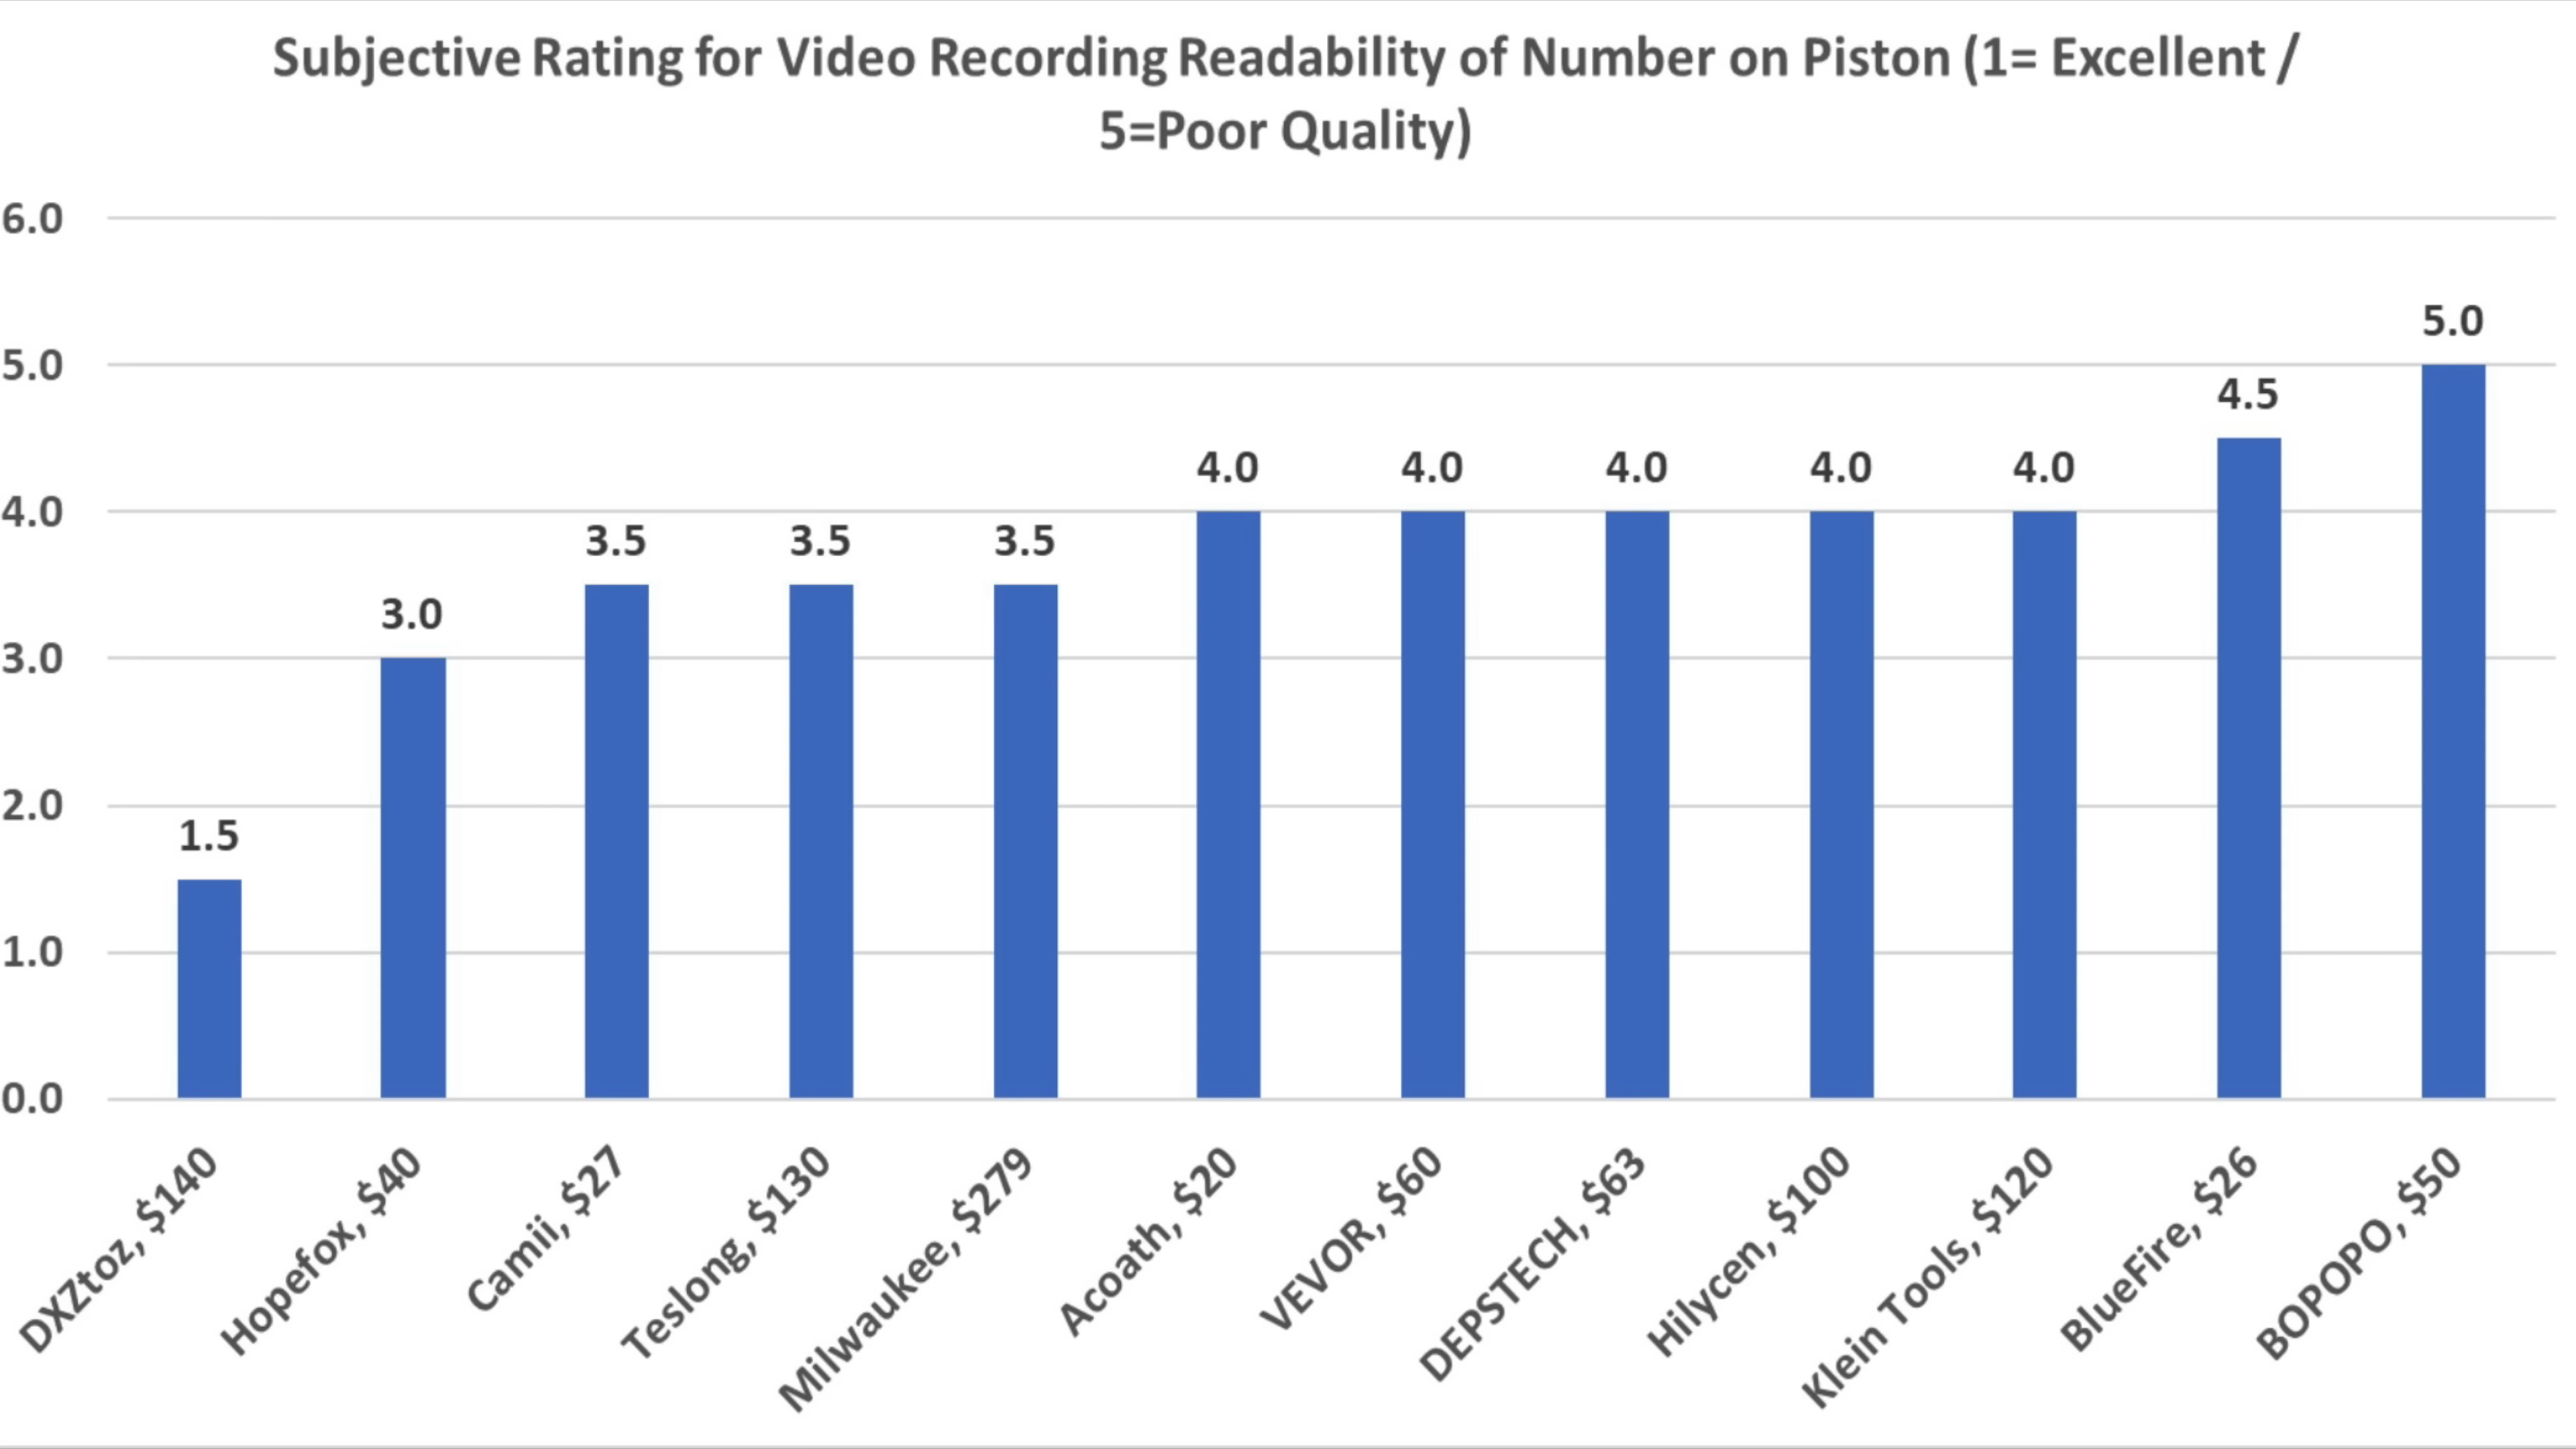 Subjective Rating for Video Recording Readability of Number on Piston (1= Excellent /
5=Poor Quality)
6.0
5.0
4.0
3.0
2.0
1.0
0.0
1.5
3.0
3.5
3.5
3.5
4.0
4.0
4.0
4.0
4.0
4.5
5.0
DXZtoz, $140
Hopefox, $40
Camii, $27
Teslong, $130
Milwaukee, $279
Acoath, $20
VEVOR, $60
DEPSTECH, $63
Hilycen, $100
Klein Tools, $120
BlueFire, $26
BOPOPO, $50